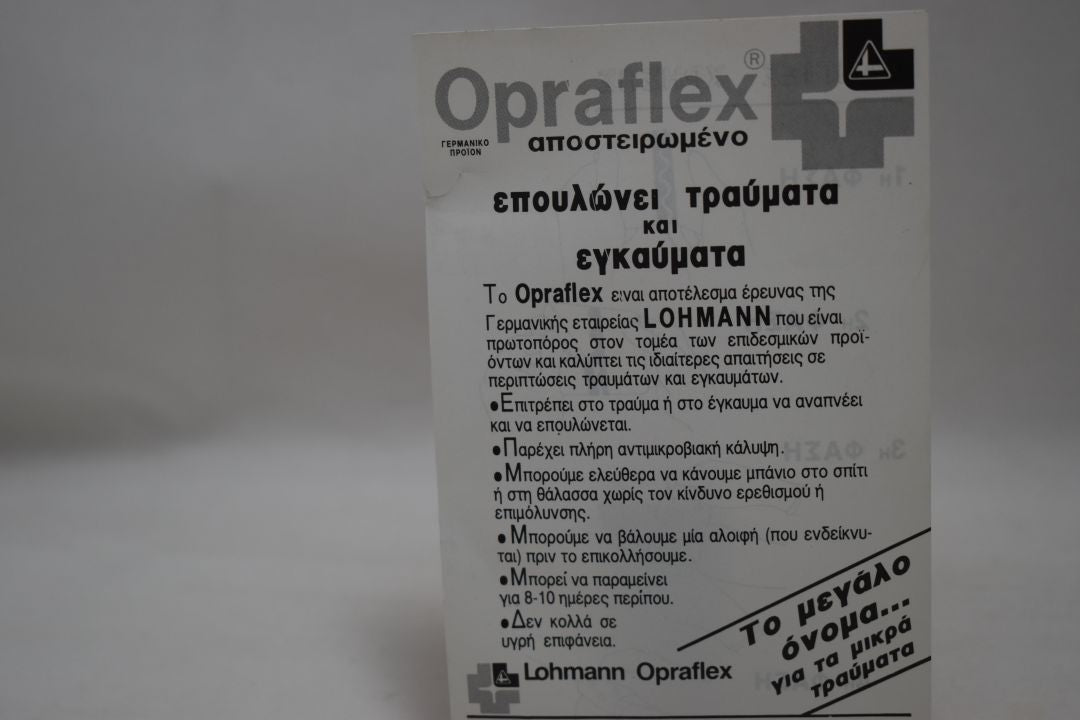 Opraflex®
αποστειρωμένο
ΓΕΡΜΑΝΙΚΟ
ΠΡΟΪΟΝ
επουλώνει τραύματα
και
εγκαύματα
Το Opraflex είναι αποτέλεσμα έρευνας της
Γερμανικής εταιρείας LOHMANN που είναι
πρωτοπόρος στον τομέα των επιδεσμικών προϊ-
όντων και καλύπτει τις ιδιαίτερες απαιτήσεις σε
περιπτώσεις τραυμάτων και εγκαυμάτων.
●Επιτρέπει στο τραύμα ή στο έγκαυμα να αναπνέει
και να επουλώνεται.
●Παρέχει πλήρη αντιμικροβιακή κάλυψη.
●Μπορούμε ελεύθερα να κάνουμε μπάνιο στο σπίτι
ή στη θάλασσα χωρίς τον κίνδυνο ερεθισμού ή
επιμόλυνσης.
●Μπορούμε να βάλουμε μία αλοιφή (που ενδείκνυ-
ται) πριν το επικολλήσουμε.
●Μπορεί να παραμείνει
για 8-10 ημέρες περίπου.
●Δεν κολλά σε
υγρή επιφάνεια.
Το μεγάλο
όνομα...
για τα μικρά
τραύματα
Lohmann Opraflex